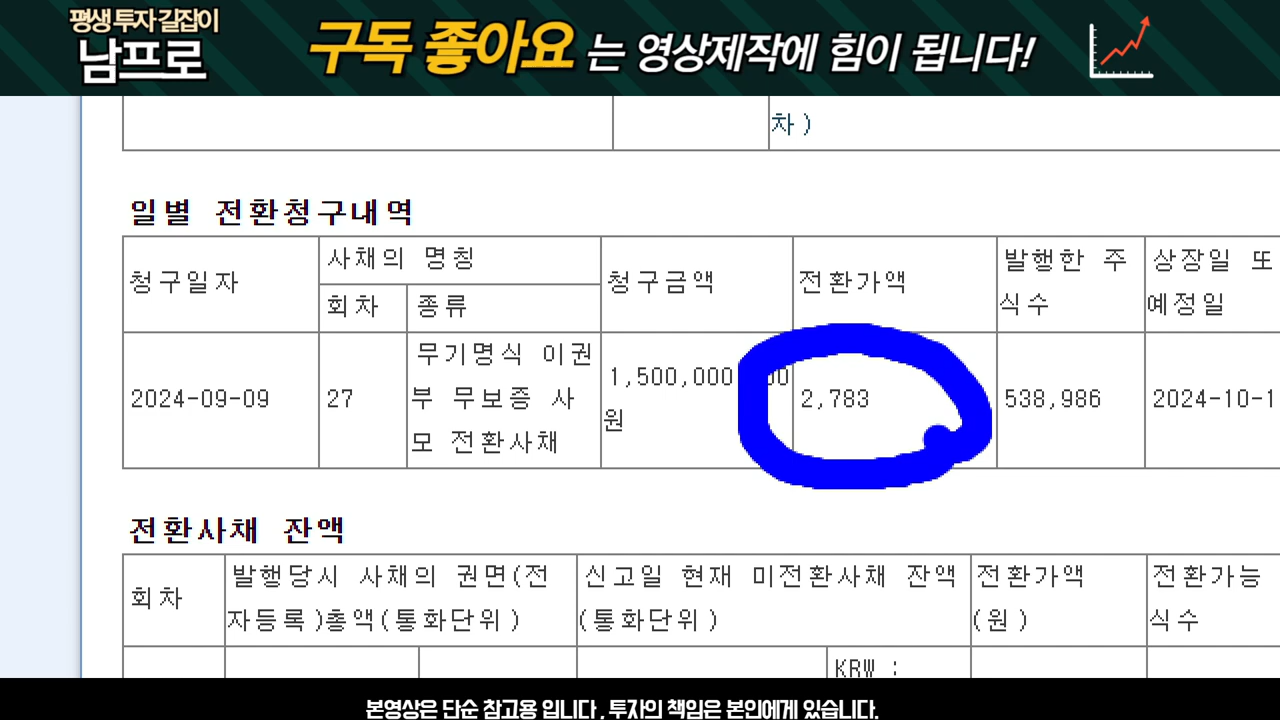 평생 투자 길잡이
남프로
구독 좋아요 는 영상제작에 힘이 됩니다!
차)
일별 전환청구내역
청구일자
사채의 명칭
회차
종류
청구금액
전환가액
발행한 주
식수
상장일 또
예정일
2024-09-09
27
무기명식 이권
부 무보증 사
모 전환사채
1,500,000
원
2,783
538,986
2024-10-1
전환사채 잔액
회차
발행당시 사채의 권면(전
자등록)총액(통화단위)
신고일 현재 미전환사채 잔액
(통화단위)
전환가액
(원)
전환가능
식수
KRW :
본영상은 단순 참고용 입니다, 투자의 책임은 본인에게 있습니다.